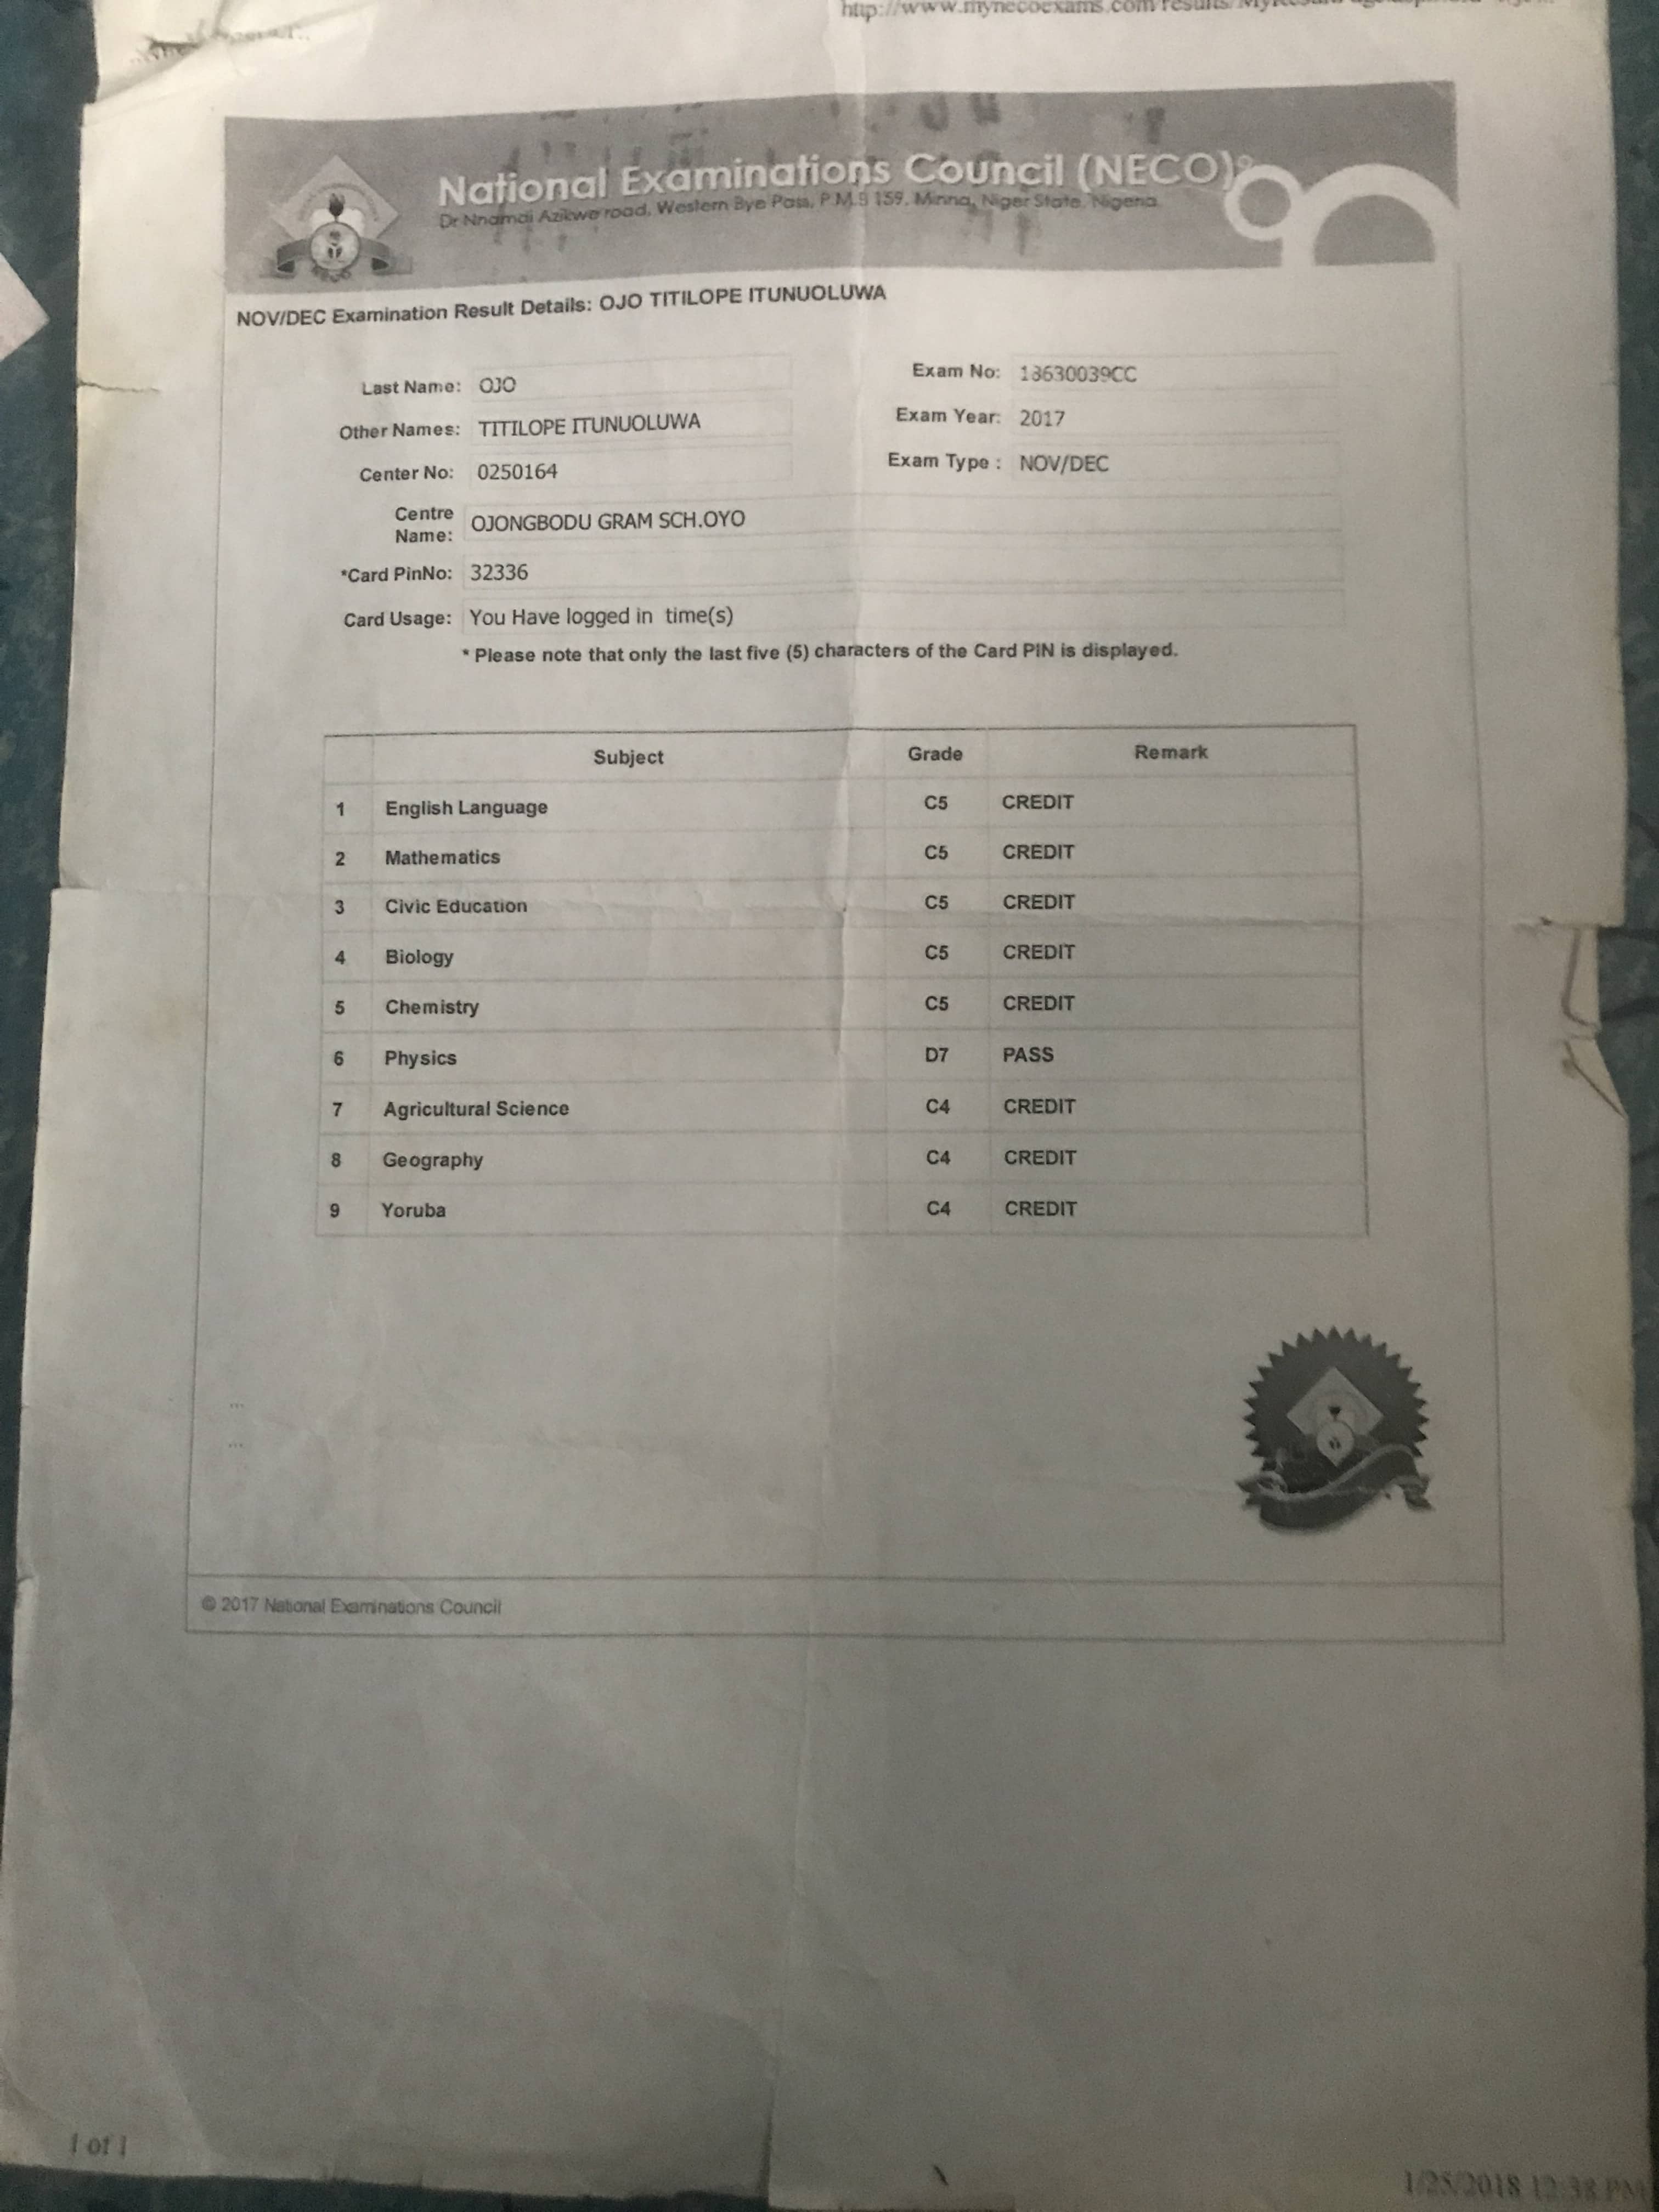 http://www.mynecoexams.com/results/
National Examinations Council (NECO)
Dr Nnamdi Azikwe road, Western Bye Pass, P.M.B 159, Minna, Niger State, Nigeria.
NOV/DEC Examination Result Details: OJO TITILOPE ITUNUOLUWA
Last Name: OJO
Exam No: 18630039CC
Other Names: TITILOPE ITUNUOLUWA
Exam Year: 2017
Center No: 0250164
Exam Type : NOV/DEC
Centre Name: OJONGBODU GRAM SCH.OYO
*Card PinNo: 32336
Card Usage: You Have logged in time(s)
* Please note that only the last five (5) characters of the Card PIN is displayed.
Subject Grade Remark
1 English Language C5 CREDIT
2 Mathematics C5 CREDIT
3 Civic Education C5 CREDIT
4 Biology C5 CREDIT
5 Chemistry C5 CREDIT
6 Physics D7 PASS
7 Agricultural Science C4 CREDIT
8 Geography C4 CREDIT
9 Yoruba C4 CREDIT
...
...
© 2017 National Examinations Council
1 of 1
1/25/2018 12:38 PM